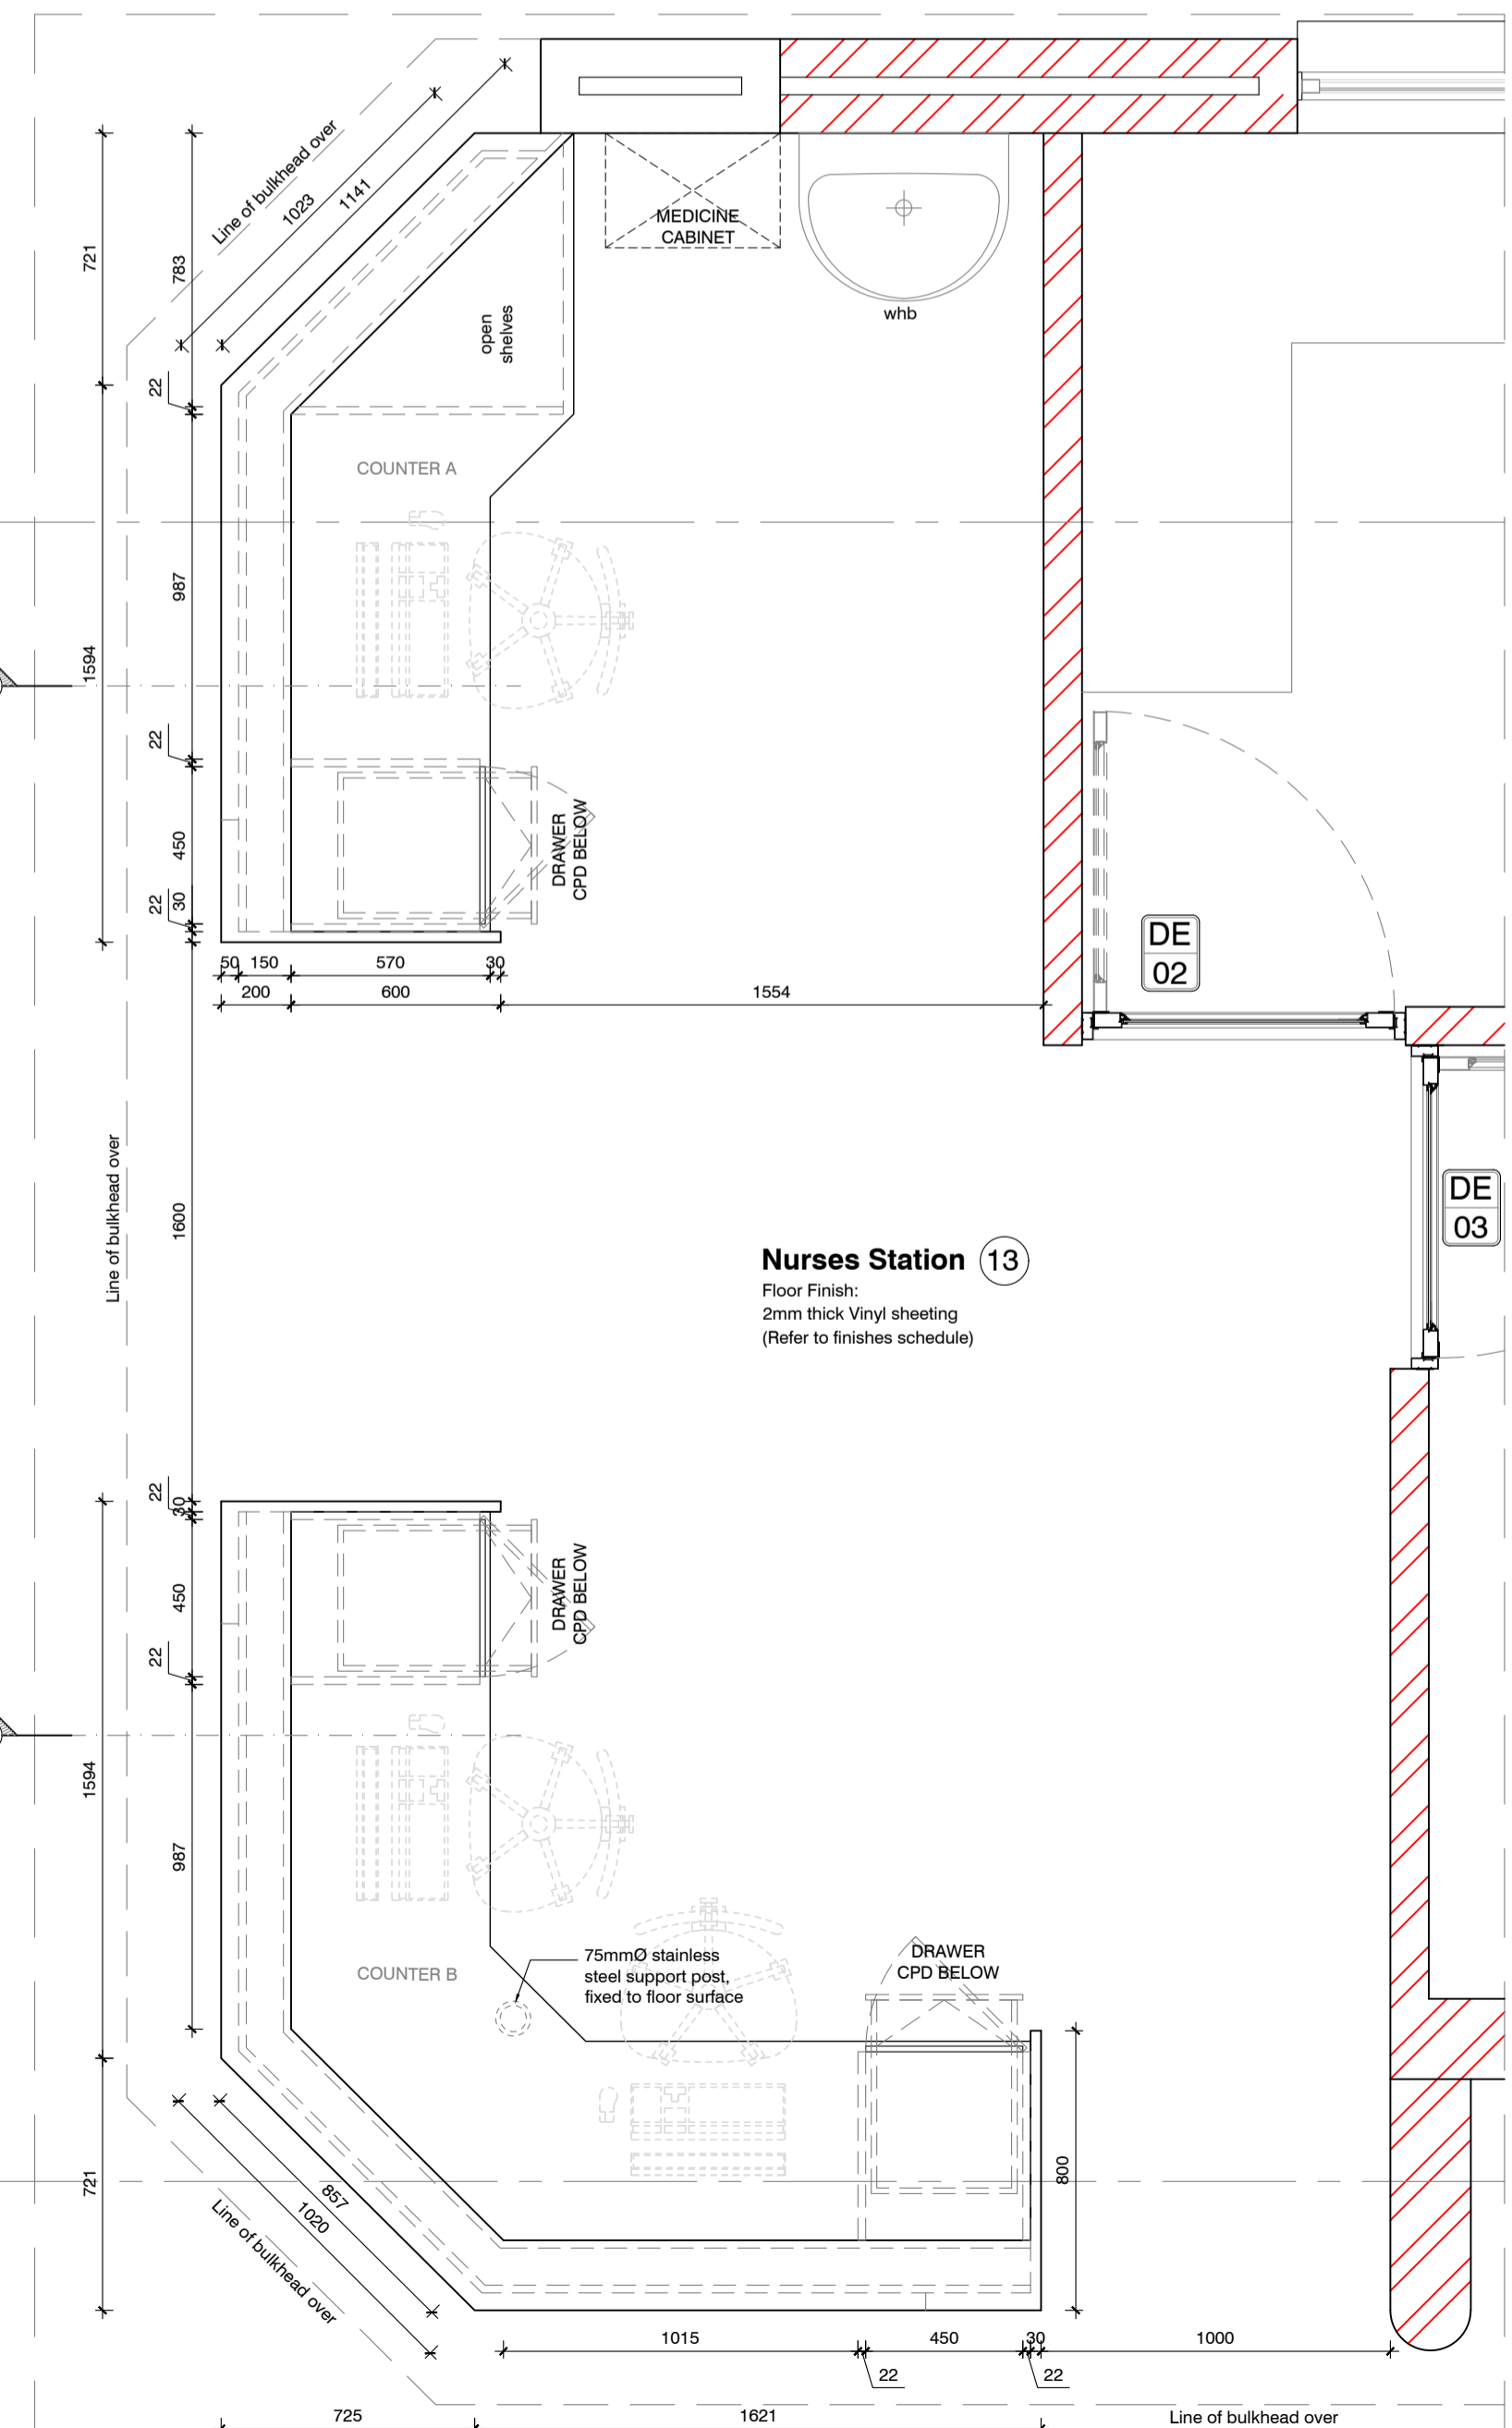 Line of bulkhead over
1023
1141
721
783
MEDICINE
CABINET
whb
open
shelves
22
COUNTER A
987
1594
22
450
DRAWER
CPD BELOW
22
30
50
150
570
30
200
600
1554
DE
02
DE
03
Line of bulkhead over
1600
Nurses Station
13
Floor Finish:
2mm thick Vinyl sheeting
(Refer to finishes schedule)
22
30
450
DRAWER
CPD BELOW
22
1594
987
COUNTER B
75mmØ stainless
steel support post,
fixed to floor surface
DRAWER
CPD BELOW
721
857
1020
Line of bulkhead over
800
1015
450
30
1000
22
22
725
1621
Line of bulkhead over